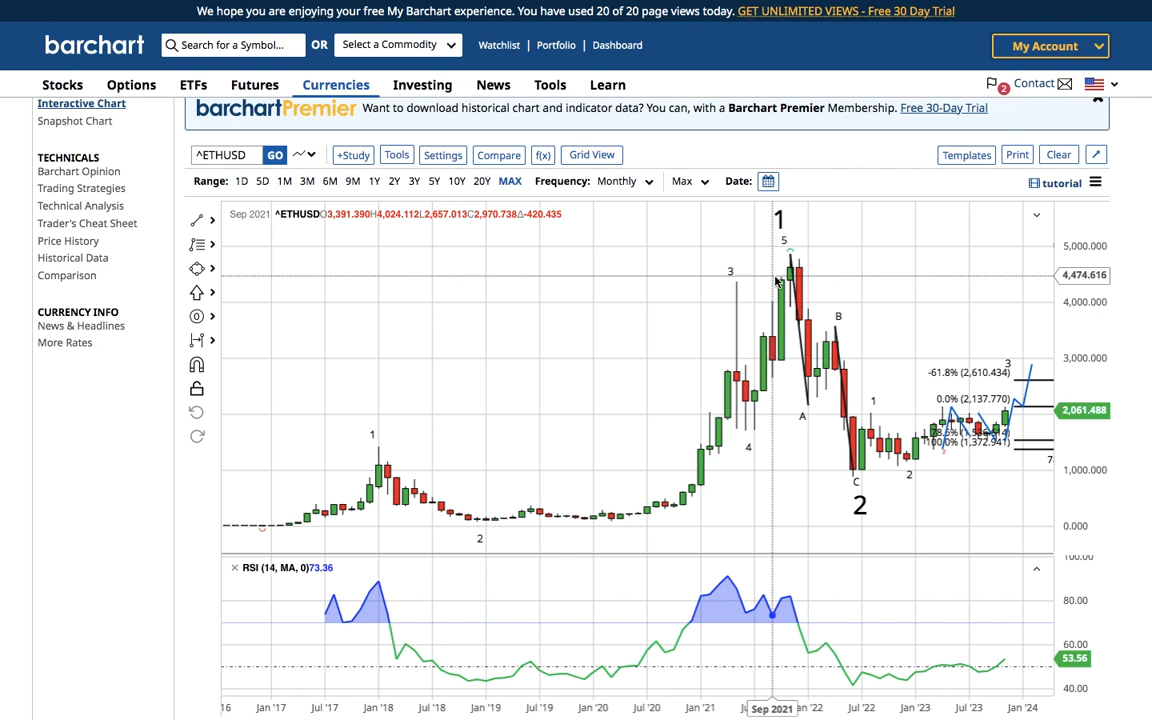 We hope you are enjoying your free My Barchart experience. You have used 20 of 20 page views today. GET UNLIMITED VIEWS - Free 30 Day Trial
barchart Search for a Symbol... OR Select a Commodity Watchlist | Portfolio | Dashboard My Account
Stocks Options ETFs Futures Currencies Investing News Tools Learn 2 Contact
Interactive Chart
Snapshot Chart
TECHNICALS
Barchart Opinion
Trading Strategies
Technical Analysis
Trader's Cheat Sheet
Price History
Historical Data
Comparison
CURRENCY INFO
News & Headlines
More Rates
barchartPremier Want to download historical chart and indicator data? You can, with a Barchart Premier Membership. Free 30-Day Trial
^ETHUSD GO +Study Tools Settings Compare f(x) Grid View Templates Print Clear
Range: 1D 5D 1M 3M 6M 9M 1Y 2Y 3Y 5Y 10Y 20Y MAX Frequency: Monthly Max Date: tutorial
Sep 2021 ^ETHUSD O3,391.390 H4,024.112 L2,657.013 C2,970.738 Δ-420.435
1
5
5,000.000
3
4,474.616
4,000.000
B
3,000.000
3
-61.8% (2,610.434)
0.0% (2,137.770)
1
A
2,061.488
1
4
100.0% (1,372.941)
7
2
1,000.000
C
2
0.000
2
100.00
RSI (14, MA, 0)73.36
80.00
60.00
53.56
40.00
16 Jan '17 Jul '17 Jan '18 Jul '18 Jan '19 Jul '19 Jan '20 Jul '20 Jan '21 Sep 2021 '22 Jul '22 Jan '23 Jul '23 Jan '24